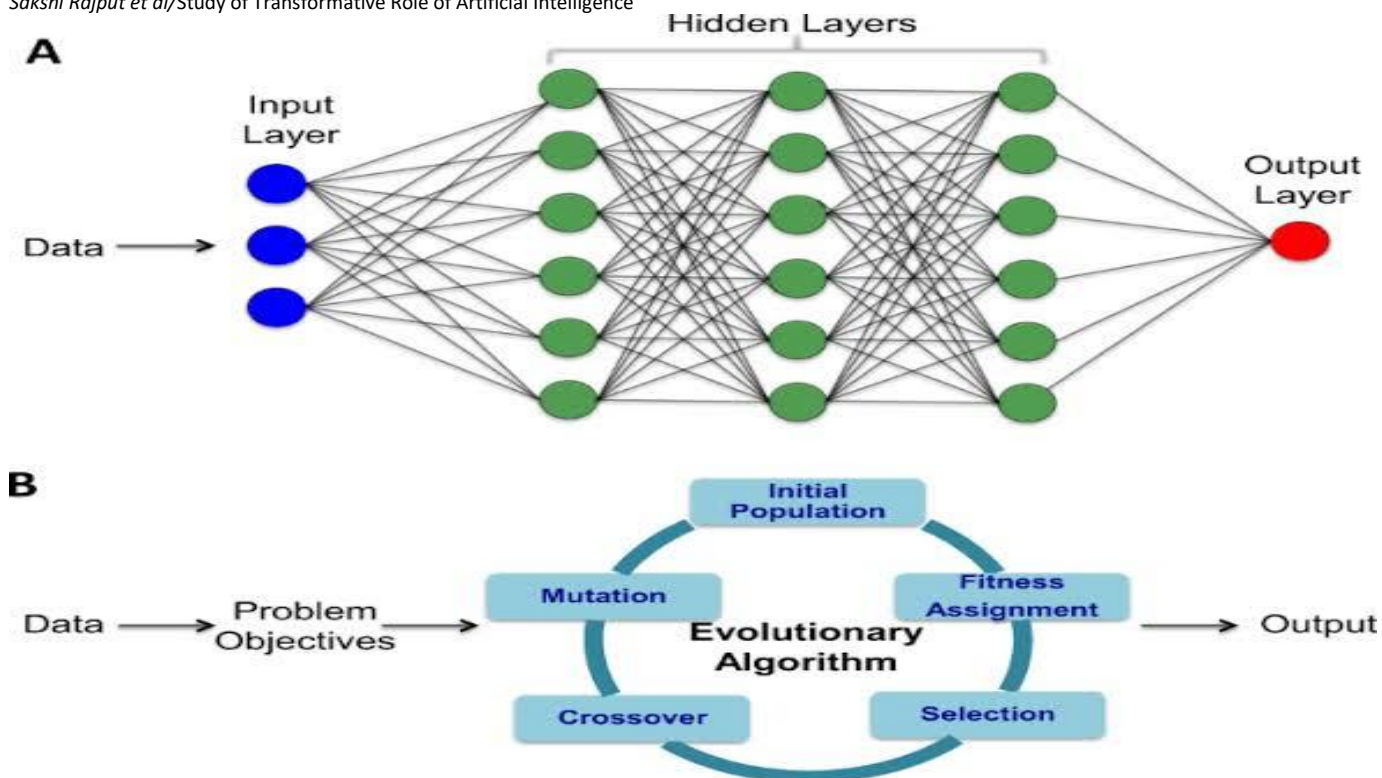 Sakshi Rajput et al/Study of Transformative Role of Artificial Intelligence
A
Hidden Layers
Input
Layer
Output
Layer
Data
B
Initial
Population
Mutation
Fitness
Assignment
Data
Problem
Objectives
Evolutionary
Algorithm
Output
Crossover
Selection